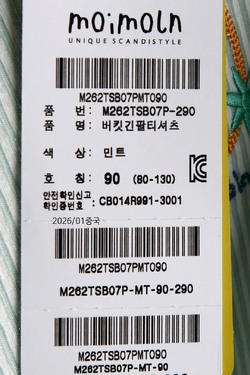 moimoln
UNIQUE SCANDISTYLE
M262TSB07PMT090
품 번: M262TSB07P-290
품 명: 버킷긴팔티셔츠
색 상: 민트
호 칭: 90 (80-130)
안전확인신고
확인증번호 : CB014R991-3001
2026/01중국
M262TSB07PMT090
M262TSB07P-MT-90-290
M262TSB07PMT090
M262TSB07P-MT-90